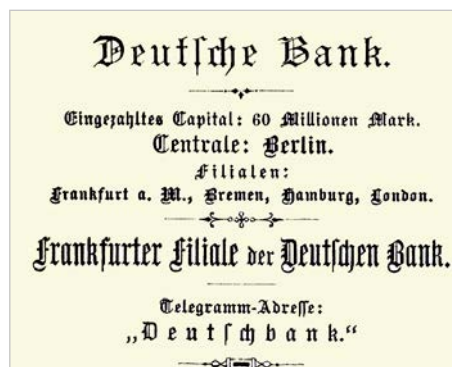 Deutſche Bank.
Eingezahltes Capital: 60 Millionen Mark.
Centrale: Berlin.
Filialen:
Frankfurt a. M., Bremen, Hamburg, London.
Frankfurter Filiale der Deutſchen Bank.
Telegramm-Adreſſe:
„Deutſchbank.“